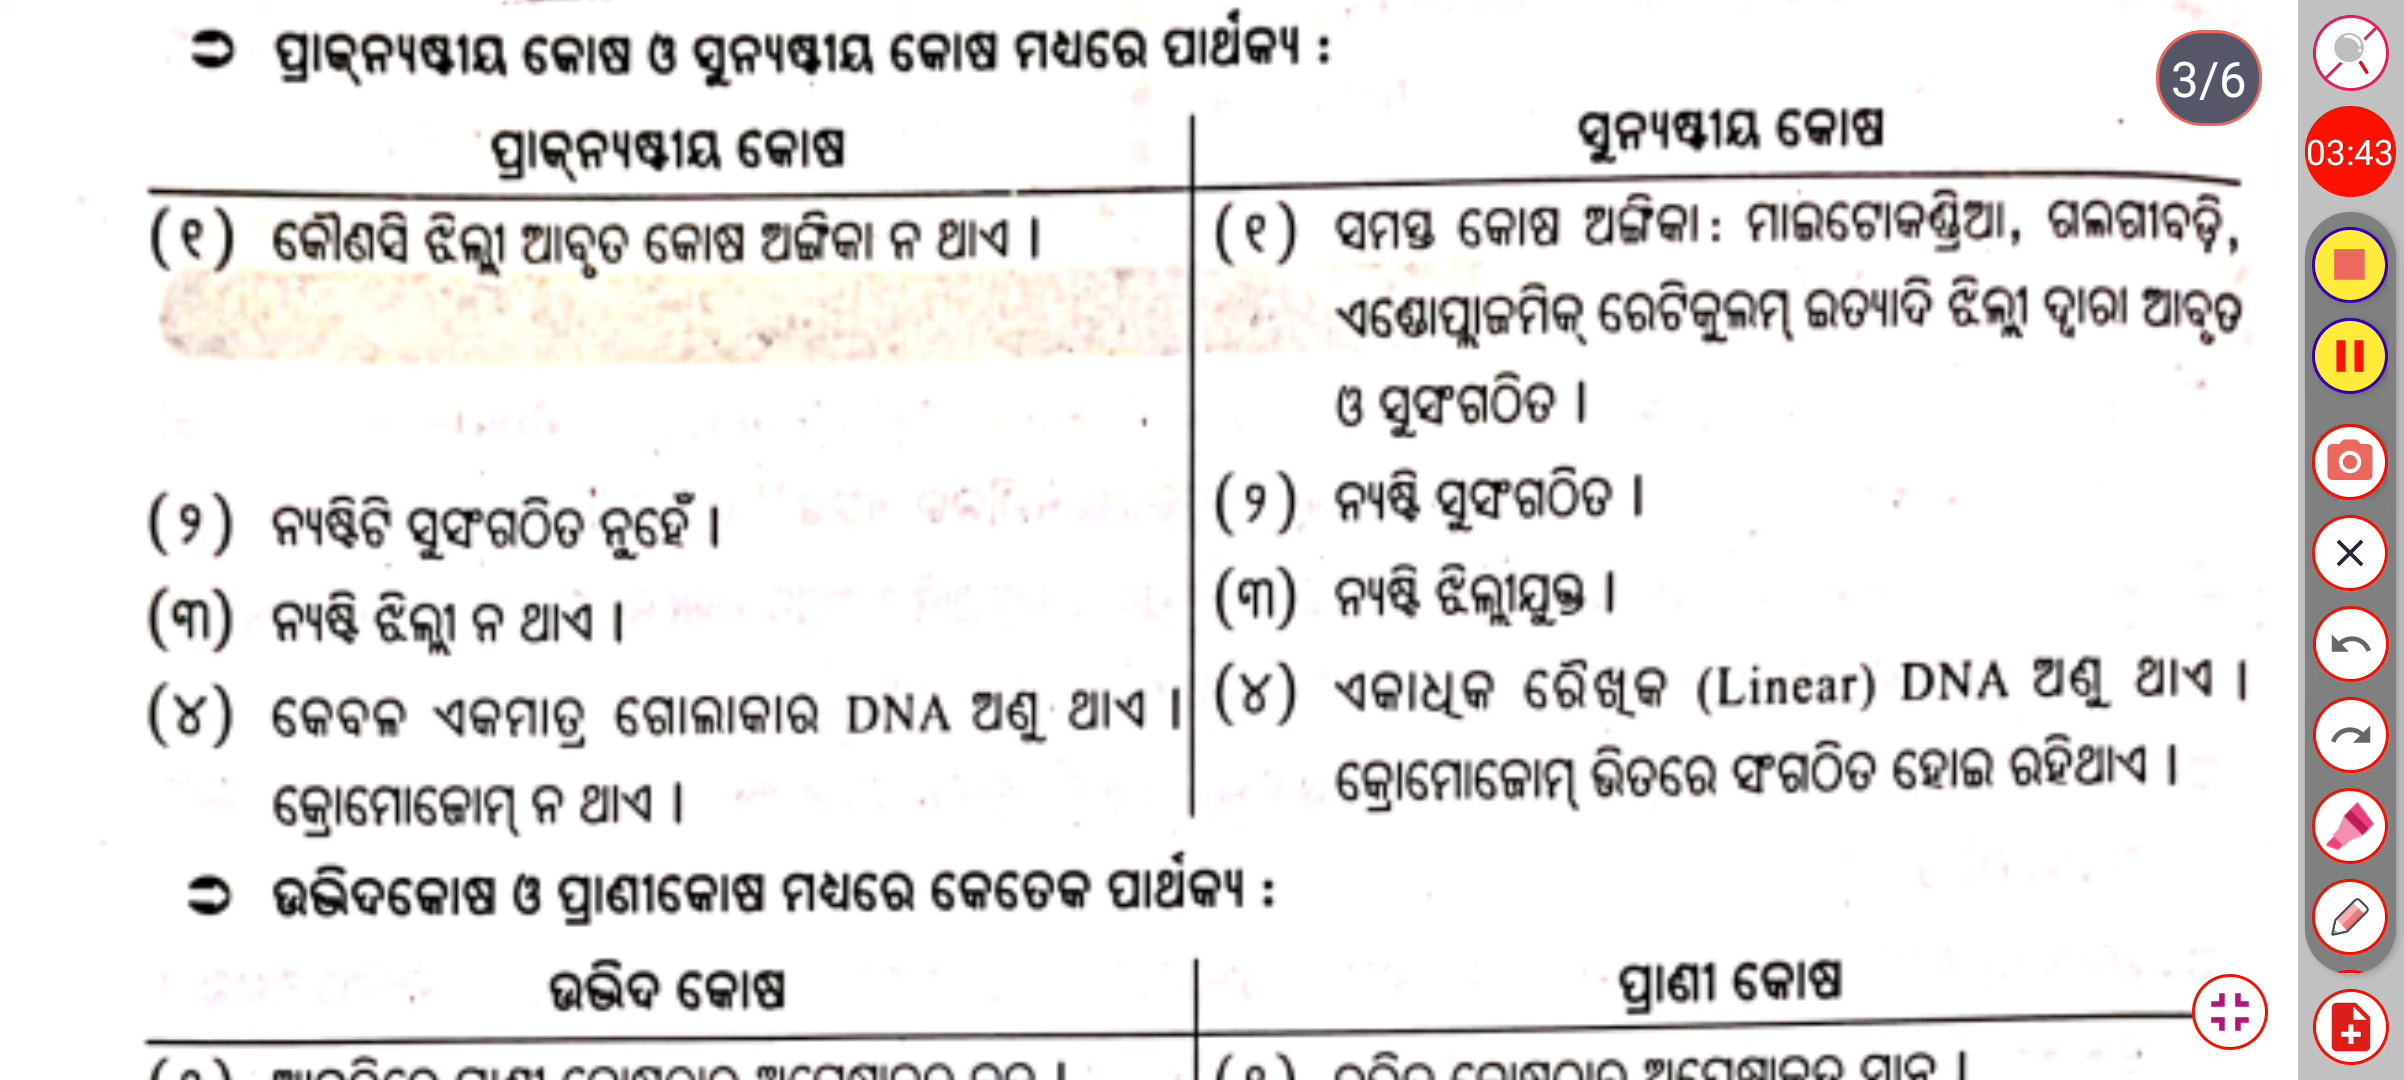 ➲ ପ୍ରାକ୍‌ନ୍ୟଷ୍ଟୀୟ କୋଷ ଓ ସୁନ୍ୟଷ୍ଟୀୟ କୋଷ ମଧ୍ୟରେ ପାର୍ଥକ୍ୟ :
3/6
03:43
ପ୍ରାକ୍‌ନ୍ୟଷ୍ଟୀୟ କୋଷ
(୧) କୌଣସି ଝିଲ୍ଲୀ ଆବୃତ କୋଷ ଅଙ୍ଗିକା ନ ଥାଏ ।
(୨) ନ୍ୟଷ୍ଟିଟି ସୁସଂଗଠିତ ନୁହେଁ ।
(୩) ନ୍ୟଷ୍ଟି ଝିଲ୍ଲୀ ନ ଥାଏ ।
(୪) କେବଳ ଏକମାତ୍ର ଗୋଲାକାର DNA ଅଣୁ ଥାଏ ।
କ୍ରୋମୋଜୋମ୍ ନ ଥାଏ ।
ସୁନ୍ୟଷ୍ଟୀୟ କୋଷ
(୧) ସମସ୍ତ କୋଷ ଅଙ୍ଗିକା : ମାଇଟୋକଣ୍ଡ୍ରିଆ, ଗଲଗୀବଡ଼ି,
ଏଣ୍ଡୋପ୍ଲାଜମିକ୍ ରେଟିକୁଲମ୍ ଇତ୍ୟାଦି ଝିଲ୍ଲୀ ଦ୍ୱାରା ଆବୃତ
ଓ ସୁସଂଗଠିତ ।
(୨) ନ୍ୟଷ୍ଟି ସୁସଂଗଠିତ ।
(୩) ନ୍ୟଷ୍ଟି ଝିଲ୍ଲୀଯୁକ୍ତ ।
(୪) ଏକାଧିକ ରୈଖିକ (Linear) DNA ଅଣୁ ଥାଏ ।
କ୍ରୋମୋଜୋମ୍ ଭିତରେ ସଂଗଠିତ ହୋଇ ରହିଥାଏ ।
➲ ଉଦ୍ଭିଦକୋଷ ଓ ପ୍ରାଣୀକୋଷ ମଧ୍ୟରେ କେତେକ ପାର୍ଥକ୍ୟ :
ଉଦ୍ଭିଦ କୋଷ
ପ୍ରାଣୀ କୋଷ